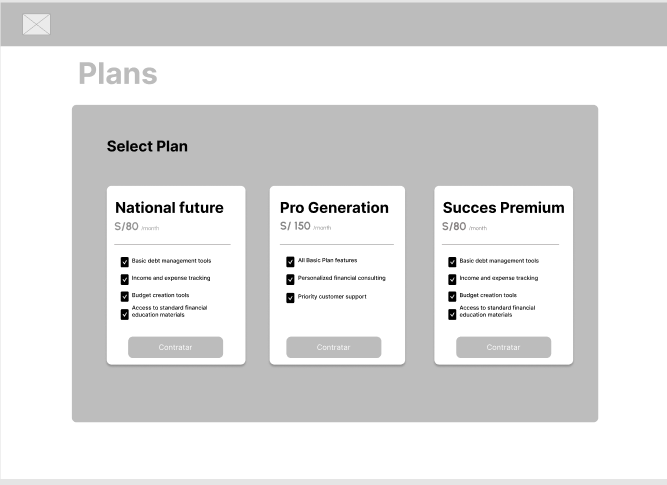 Plans
Select Plan
National future
S/80 /month
Basic debt management tools
Income and expense tracking
Budget creation tools
Access to standard financial
education materials
Contratar
Pro Generation
S/ 150 /month
All Basic Plan features
Personalized financial consulting
Priority customer support
Contratar
Succes Premium
S/80 /month
Basic debt management tools
Income and expense tracking
Budget creation tools
Access to standard financial
education materials
Contratar